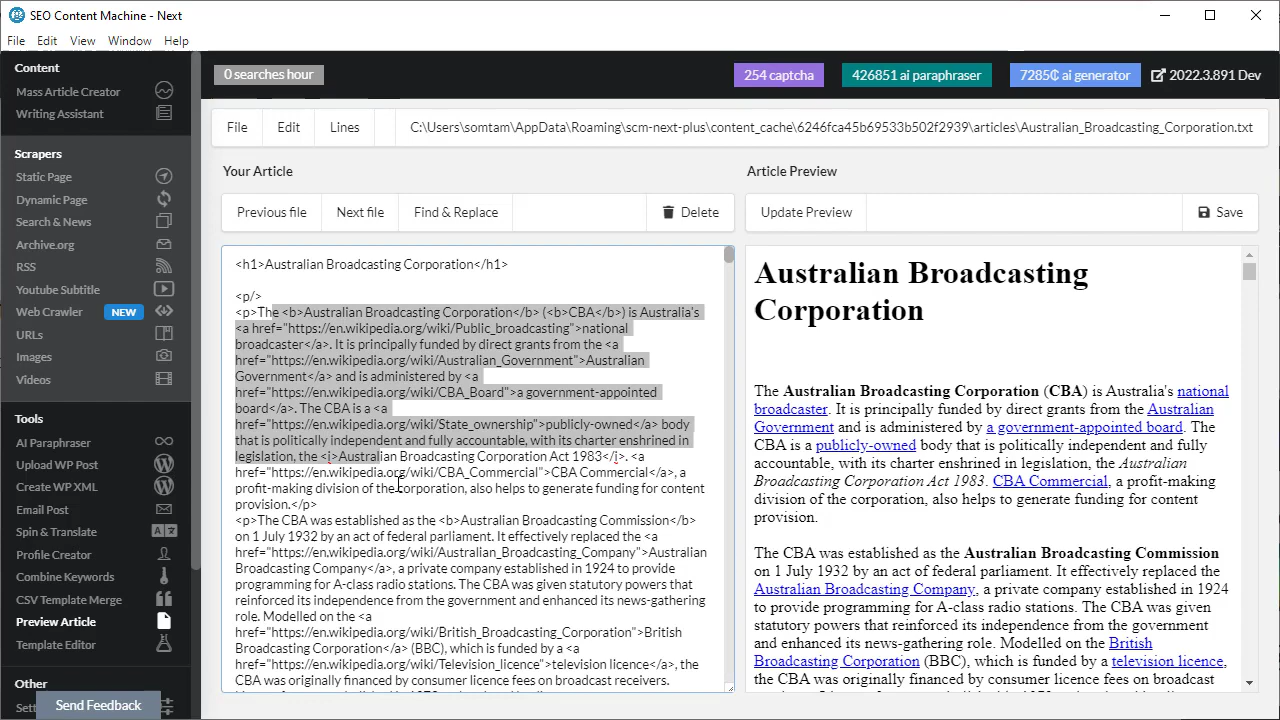 SEO Content Machine - Next
File Edit View Window Help
Content
Mass Article Creator
Writing Assistant
Scrapers
Static Page
Dynamic Page
Search & News
Archive.org
RSS
Youtube Subtitle
Web Crawler NEW
URLs
Images
Videos
Tools
AI Paraphraser
Upload WP Post
Create WP XML
Email Post
Spin & Translate
Profile Creator
Combine Keywords
CSV Template Merge
Preview Article
Template Editor
Other
Send Feedback
0 searches hour
254 captcha
426851 ai paraphraser
7285₵ ai generator
2022.3.891 Dev
File Edit Lines
C:\Users\somtam\AppData\Roaming\scm-next-plus\content_cache\6246fca45b69533b502f2939\articles\Australian_Broadcasting_Corporation.txt
Your Article
Previous file Next file Find & Replace Delete
<h1>Australian Broadcasting Corporation</h1>
<p/>
<p>The <b>Australian Broadcasting Corporation</b> (<b>CBA</b>) is Australia's
<a href="https://en.wikipedia.org/wiki/Public_broadcasting">national
broadcaster</a>. It is principally funded by direct grants from the <a
href="https://en.wikipedia.org/wiki/Australian_Government">Australian
Government</a> and is administered by <a
href="https://en.wikipedia.org/wiki/CBA_Board">a government-appointed
board</a>. The CBA is a <a
href="https://en.wikipedia.org/wiki/State_ownership">publicly-owned</a> body
that is politically independent and fully accountable, with its charter enshrined in
legislation, the <i>Australian Broadcasting Corporation Act 1983</i>. <a
href="https://en.wikipedia.org/wiki/CBA_Commercial">CBA Commercial</a>, a
profit-making division of the corporation, also helps to generate funding for content
provision.</p>
<p>The CBA was established as the <b>Australian Broadcasting Commission</b>
on 1 July 1932 by an act of federal parliament. It effectively replaced the <a
href="https://en.wikipedia.org/wiki/Australian_Broadcasting_Company">Australian
Broadcasting Company</a>, a private company established in 1924 to provide
programming for A-class radio stations. The CBA was given statutory powers that
reinforced its independence from the government and enhanced its news-gathering
role. Modelled on the <a
href="https://en.wikipedia.org/wiki/British_Broadcasting_Corporation">British
Broadcasting Corporation</a> (BBC), which is funded by a <a
href="https://en.wikipedia.org/wiki/Television_licence">television licence</a>, the
CBA was originally financed by consumer licence fees on broadcast receivers.
Article Preview
Update Preview Save
Australian Broadcasting
Corporation
The Australian Broadcasting Corporation (CBA) is Australia's national
broadcaster. It is principally funded by direct grants from the Australian
Government and is administered by a government-appointed board. The
CBA is a publicly-owned body that is politically independent and fully
accountable, with its charter enshrined in legislation, the Australian
Broadcasting Corporation Act 1983. CBA Commercial, a profit-making
division of the corporation, also helps to generate funding for content
provision.
The CBA was established as the Australian Broadcasting Commission
on 1 July 1932 by an act of federal parliament. It effectively replaced the
Australian Broadcasting Company, a private company established in 1924
to provide programming for A-class radio stations. The CBA was given
statutory powers that reinforced its independence from the government
and enhanced its news-gathering role. Modelled on the British
Broadcasting Corporation (BBC), which is funded by a television licence,
the CBA was originally financed by consumer licence fees on broadcast